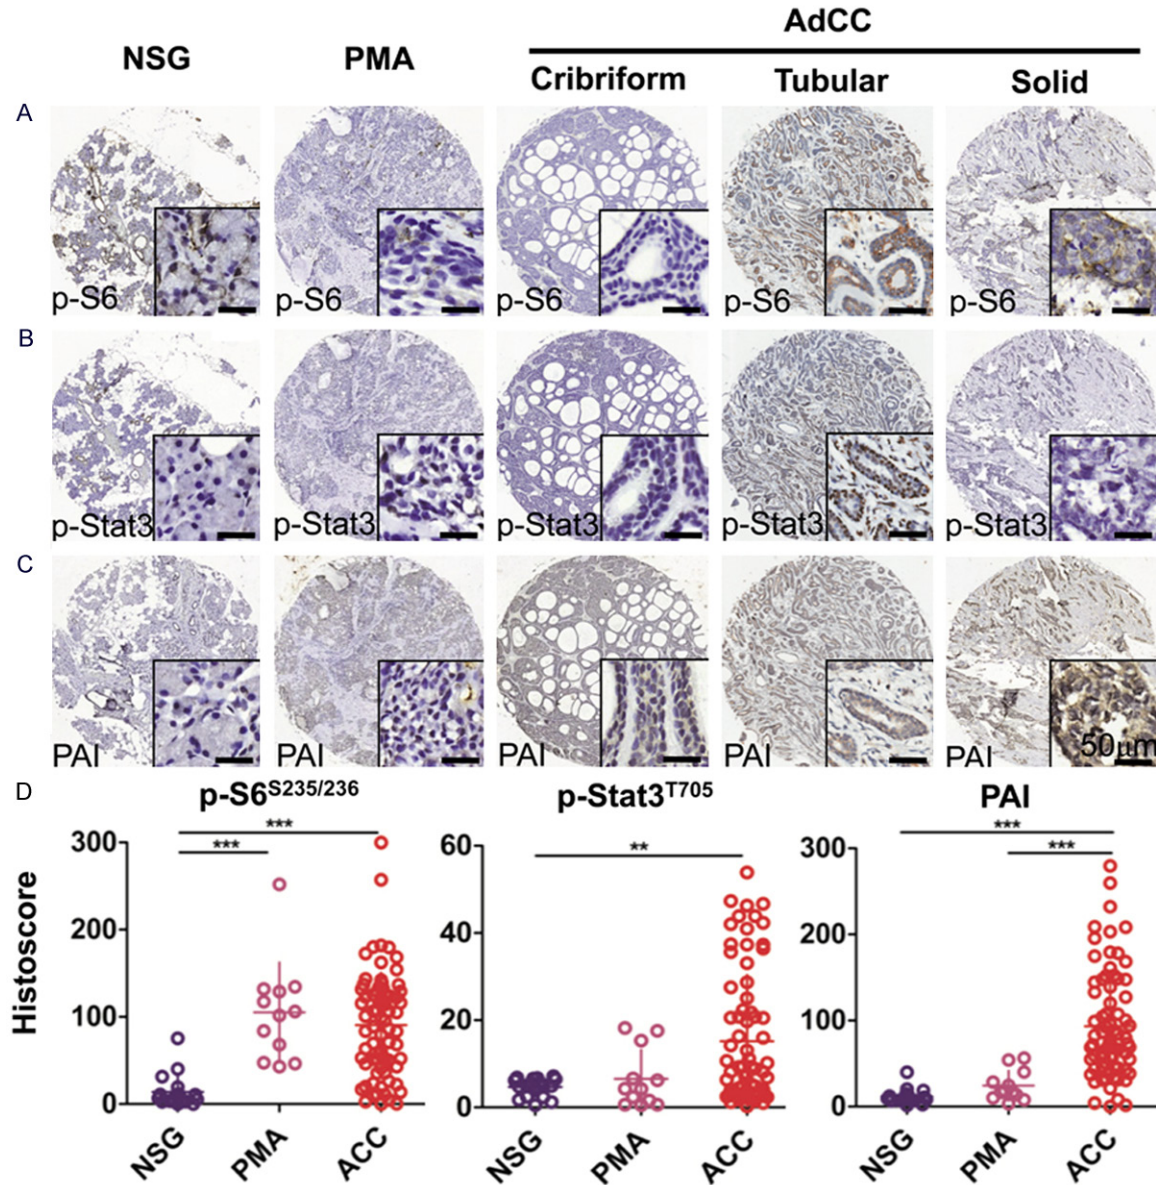 AdCC
NSG PMA Cribriform Tubular Solid
A
p-S6 p-S6 p-S6 p-S6 p-S6
B
p-Stat3 p-Stat3 p-Stat3 p-Stat3 p-Stat3
C
PAI PAI PAI PAI PAI 50μm
D
p-S6S235/236 p-Stat3T705 PAI
*** ** ***
*** ***
Histoscore
300 60 300
200 40 200
100 20 100
0 0 0
NSG PMA ACC NSG PMA ACC NSG PMA ACC